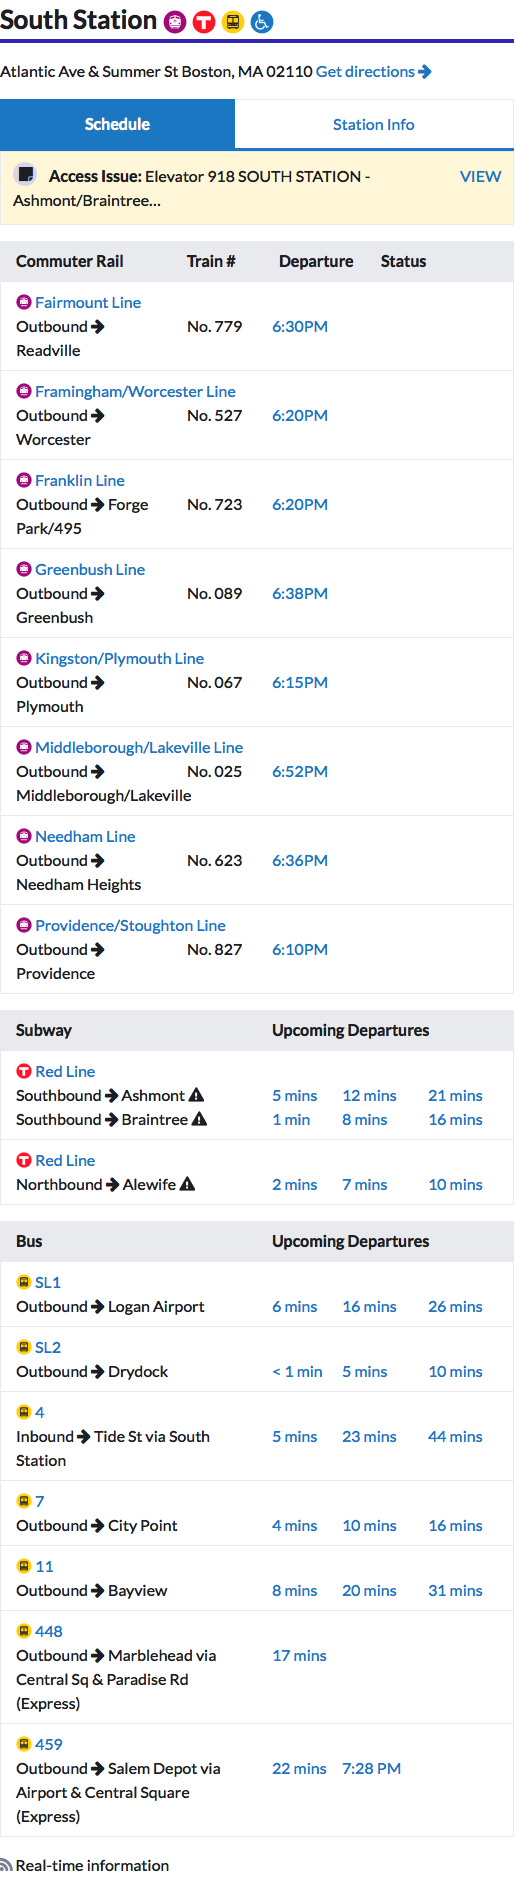 South Station
Atlantic Ave & Summer St Boston, MA 02110 Get directions
Schedule
Station Info
Access Issue: Elevator 918 SOUTH STATION - VIEW
Ashmont/Braintree...
Commuter Rail Train # Departure Status
Fairmount Line
Outbound No. 779 6:30PM
Readville
Framingham/Worcester Line
Outbound No. 527 6:20PM
Worcester
Franklin Line
Outbound Forge No. 723 6:20PM
Park/495
Greenbush Line
Outbound No. 089 6:38PM
Greenbush
Kingston/Plymouth Line
Outbound No. 067 6:15PM
Plymouth
Middleborough/Lakeville Line
Outbound No. 025 6:52PM
Middleborough/Lakeville
Needham Line
Outbound No. 623 6:36PM
Needham Heights
Providence/Stoughton Line
Outbound No. 827 6:10PM
Providence
Subway Upcoming Departures
T Red Line
Southbound Ashmont 5 mins 12 mins 21 mins
Southbound Braintree 1 min 8 mins 16 mins
T Red Line
Northbound Alewife 2 mins 7 mins 10 mins
Bus Upcoming Departures
SL1
Outbound Logan Airport 6 mins 16 mins 26 mins
SL2
Outbound Drydock < 1 min 5 mins 10 mins
4
Inbound Tide St via South 5 mins 23 mins 44 mins
Station
7
Outbound City Point 4 mins 10 mins 16 mins
11
Outbound Bayview 8 mins 20 mins 31 mins
448
Outbound Marblehead via 17 mins
Central Sq & Paradise Rd
(Express)
459
Outbound Salem Depot via 22 mins 7:28 PM
Airport & Central Square
(Express)
Real-time information